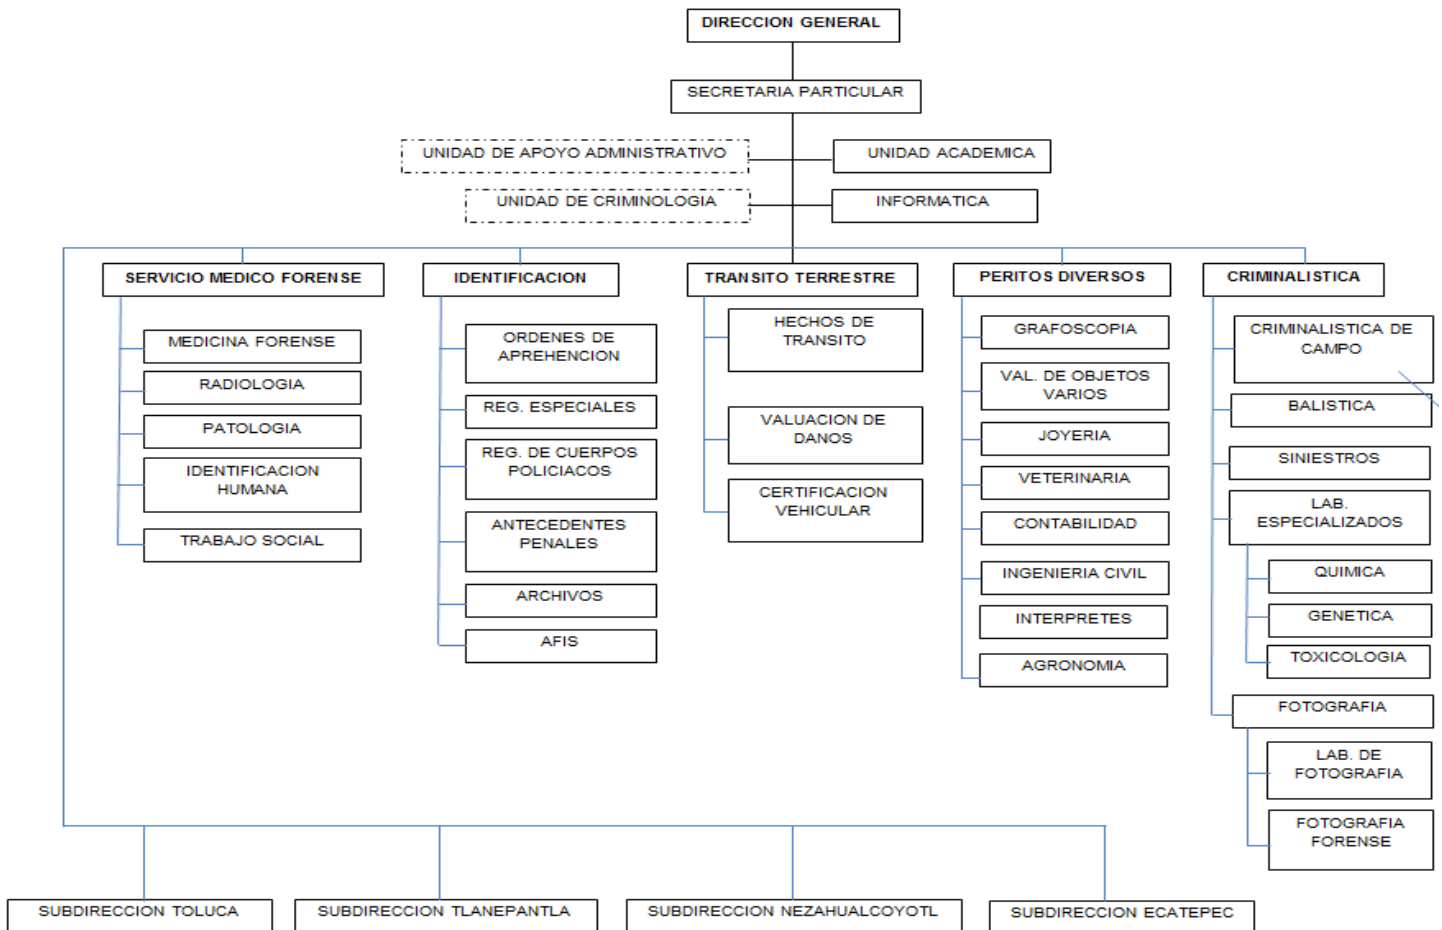 DIRECCION GENERAL
SECRETARIA PARTICULAR
UNIDAD DE APOYO ADMINISTRATIVO
UNIDAD ACADEMICA
UNIDAD DE CRIMINOLOGIA
INFORMATICA
SERVICIO MEDICO FORENSE
MEDICINA FORENSE
RADIOLOGIA
PATOLOGIA
IDENTIFICACION
HUMANA
TRABAJO SOCIAL
IDENTIFICACION
ORDENES DE
APREHENCION
REG. ESPECIALES
REG. DE CUERPOS
POLICIACOS
ANTECEDENTES
PENALES
ARCHIVOS
AFIS
TRANSITO TERRESTRE
HECHOS DE
TRANSITO
VALUACION DE
DANOS
CERTIFICACION
VEHICULAR
PERITOS DIVERSOS
GRAFOSCOPIA
VAL. DE OBJETOS
VARIOS
JOYERIA
VETERINARIA
CONTABILIDAD
INGENIERIA CIVIL
INTERPRETES
AGRONOMIA
CRIMINALISTICA
CRIMINALISTICA DE
CAMPO
BALISTICA
SINIESTROS
LAB.
ESPECIALIZADOS
QUIMICA
GENETICA
TOXICOLOGIA
FOTOGRAFIA
LAB. DE
FOTOGRAFIA
FOTOGRAFIA
FORENSE
SUBDIRECCION TOLUCA
SUBDIRECCION TLANEPANTLA
SUBDIRECCION NEZAHUALCOYOTL
SUBDIRECCION ECATEPEC